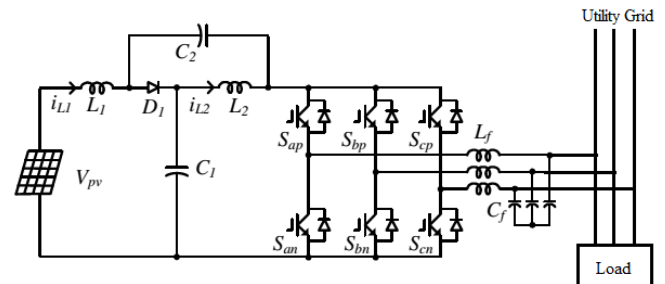 Utility Grid
C2
iL1
L1
D1
iL2
L2
Sap
Sbp
Scp
Lf
Vpv
C1
Cf
San
Sbn
Scn
Load